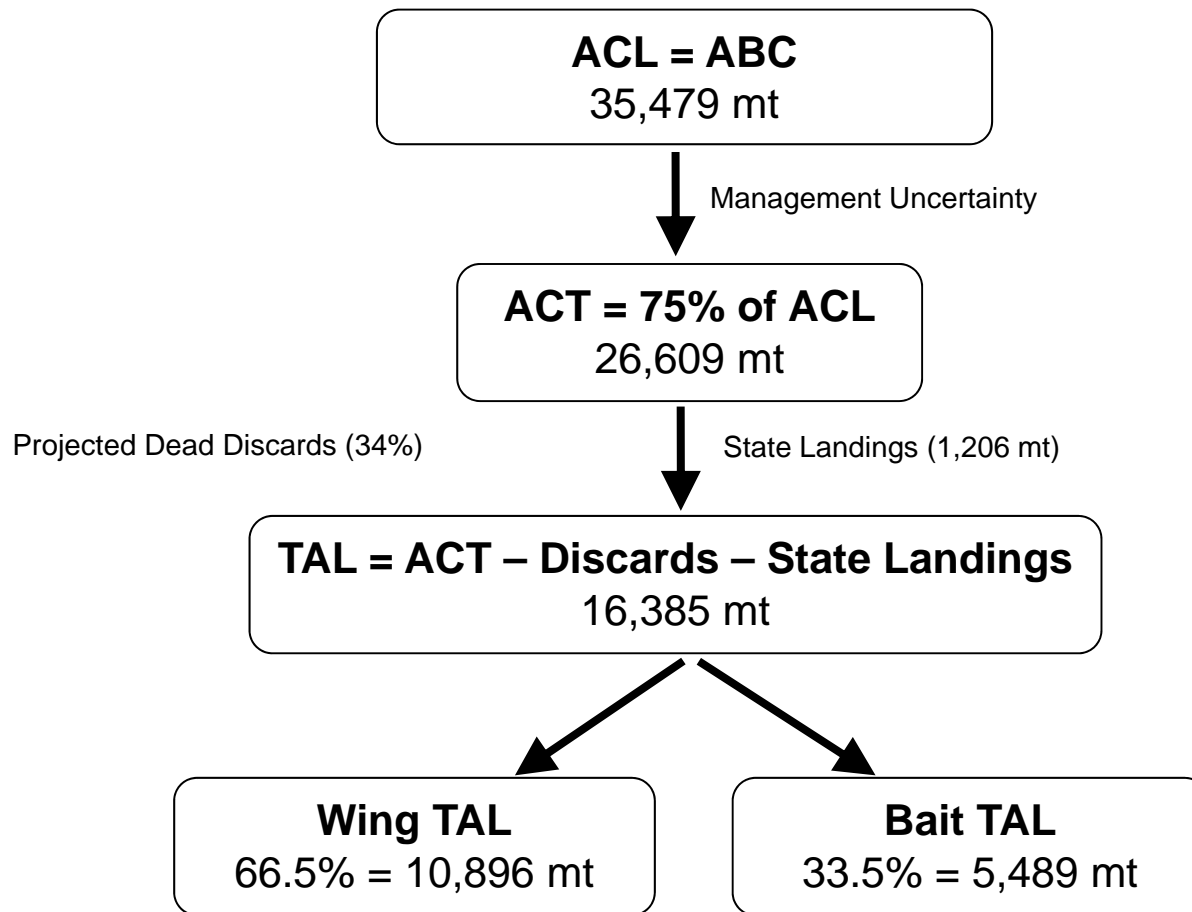 ACL = ABC
35,479 mt
Management Uncertainty
ACT = 75% of ACL
26,609 mt
Projected Dead Discards (34%)
State Landings (1,206 mt)
TAL = ACT – Discards – State Landings
16,385 mt
Wing TAL
66.5% = 10,896 mt
Bait TAL
33.5% = 5,489 mt